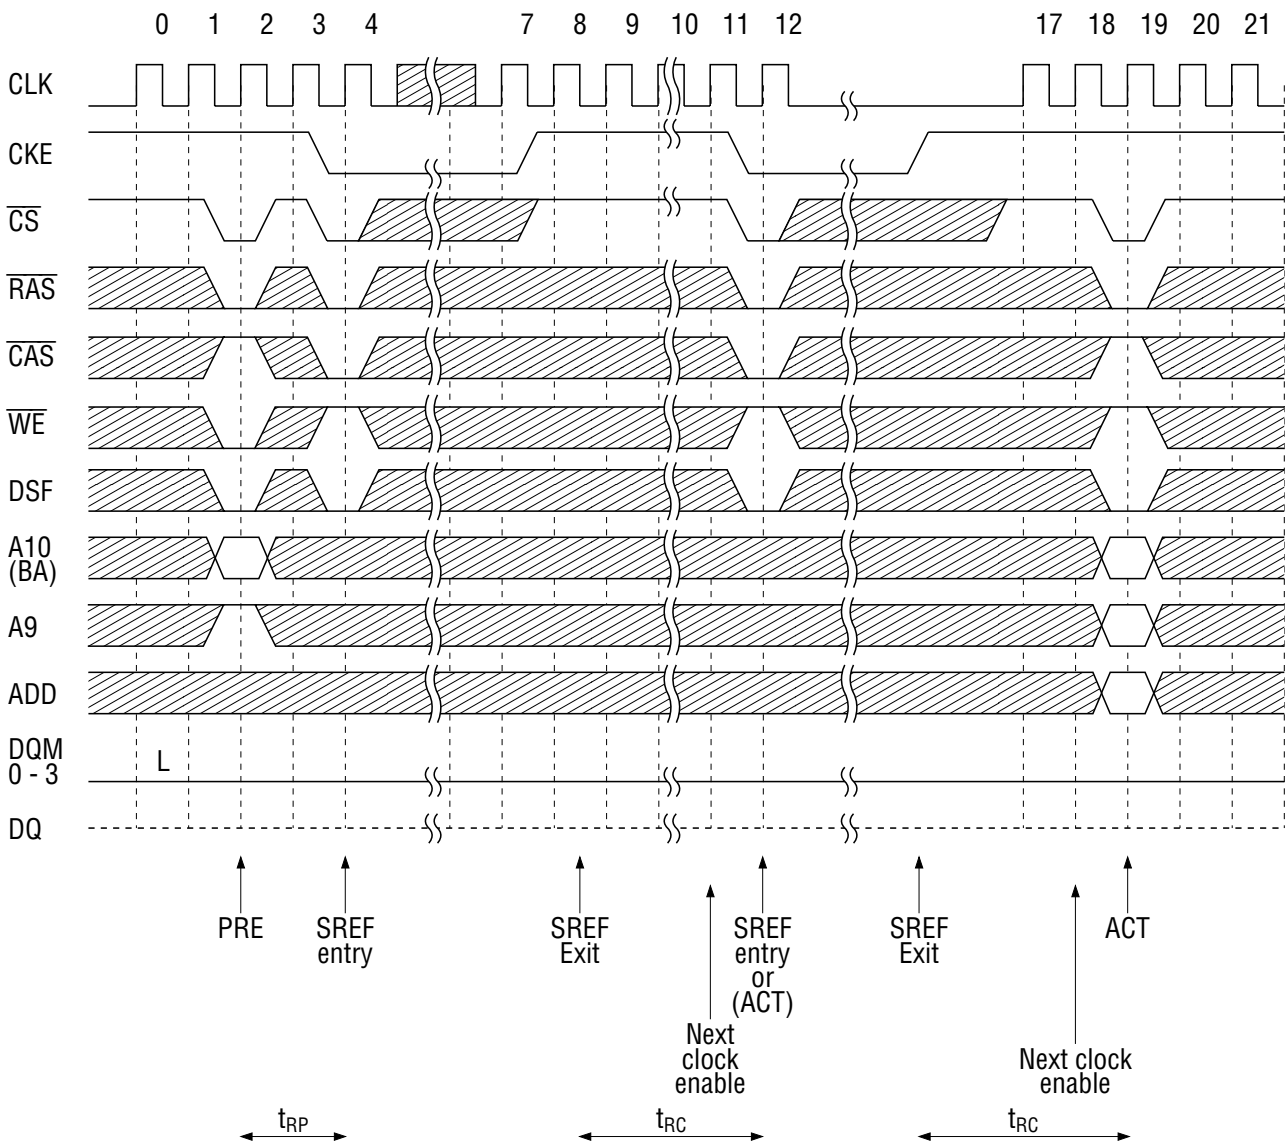 0 1 2 3 4 7 8 9 10 11 12 17 18 19 20 21
CLK
CKE
CS
RAS
CAS
WE
DSF
A10
(BA)
A9
ADD
DQM
0 - 3
L
DQ
PRE
SREF
entry
SREF
Exit
SREF
entry
or
(ACT)
SREF
Exit
ACT
Next
clock
enable
Next clock
enable
tRP
tRC
tRC